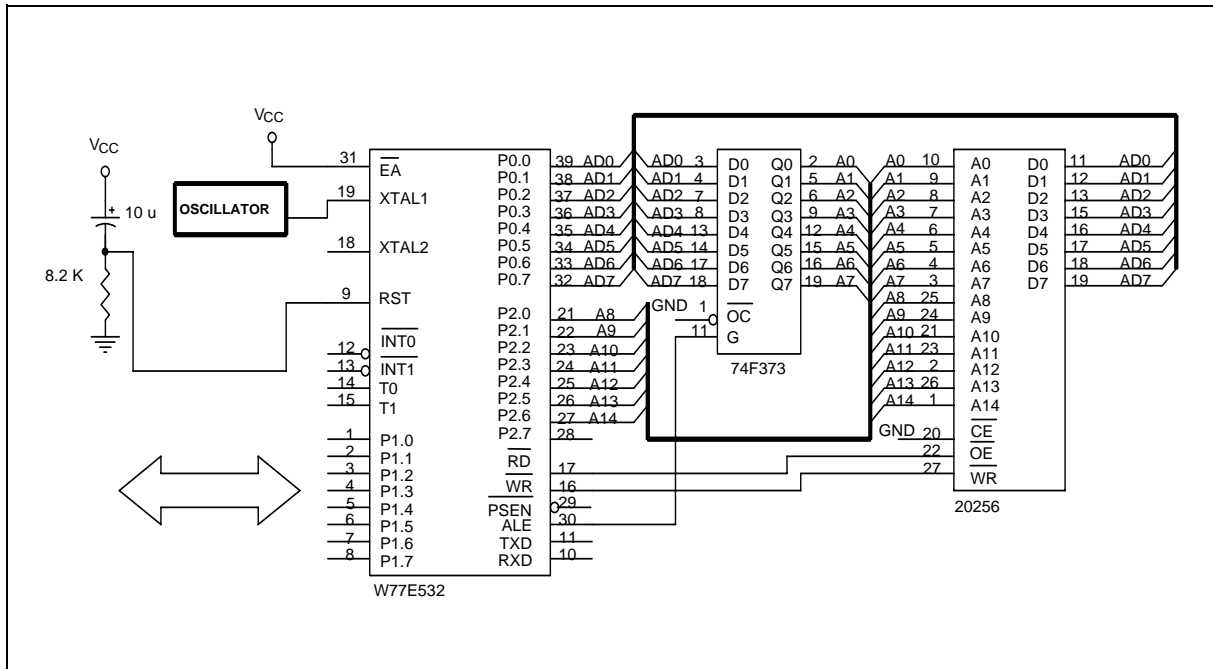 VCC
VCC
10 u
8.2 K
OSCILLATOR
31 EA
19 XTAL1
18 XTAL2
9 RST
12 INT0
13 INT1
14 T0
15 T1
1 P1.0
2 P1.1
3 P1.2
4 P1.3
5 P1.4
6 P1.5
7 P1.6
8 P1.7
P0.0 39 AD0
P0.1 38 AD1
P0.2 37 AD2
P0.3 36 AD3
P0.4 35 AD4
P0.5 34 AD5
P0.6 33 AD6
P0.7 32 AD7
P2.0 21 A8
P2.1 22 A9
P2.2 23 A10
P2.3 24 A11
P2.4 25 A12
P2.5 26 A13
P2.6 27 A14
P2.7 28
RD 17
WR 16
PSEN 29
ALE 30
TXD 11
RXD 10
W77E532
AD0 3 D0 Q0 2 A0
AD1 4 D1 Q1 5 A1
AD2 7 D2 Q2 6 A2
AD3 8 D3 Q3 9 A3
AD4 13 D4 Q4 12 A4
AD5 14 D5 Q5 15 A5
AD6 17 D6 Q6 16 A6
AD7 18 D7 Q7 19 A7
GND 1 OC
11 G
74F373
A0 10 A0 D0 11 AD0
A1 9 A1 D1 12 AD1
A2 8 A2 D2 13 AD2
A3 7 A3 D3 15 AD3
A4 6 A4 D4 16 AD4
A5 5 A5 D5 17 AD5
A6 4 A6 D6 18 AD6
A7 3 A7 D7 19 AD7
A8 25 A8
A9 24 A9
A10 21 A10
A11 23 A11
A12 2 A12
A13 26 A13
A14 1 A14
GND 20 CE
22 OE
27 WR
20256